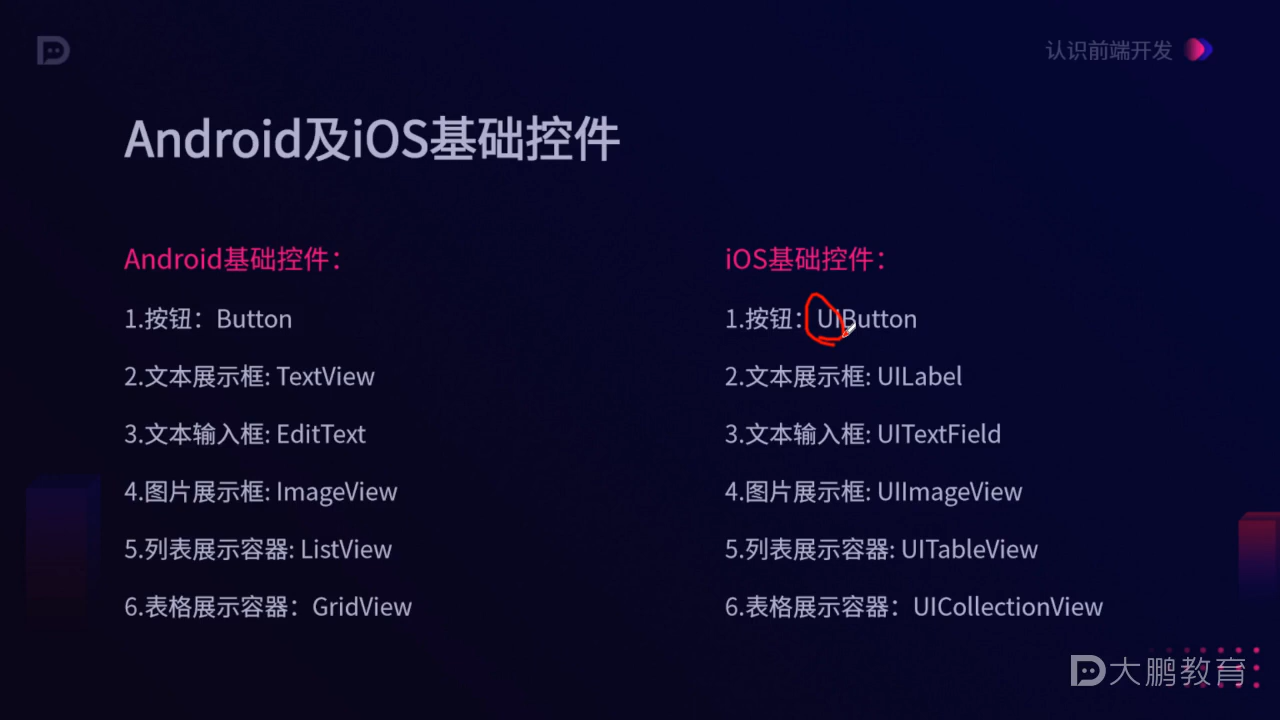 认识前端开发
Android及iOS基础控件
Android基础控件：
1.按钮：Button
2.文本展示框: TextView
3.文本输入框: EditText
4.图片展示框: ImageView
5.列表展示容器: ListView
6.表格展示容器：GridView
iOS基础控件：
1.按钮：UIButton
2.文本展示框: UILabel
3.文本输入框: UITextField
4.图片展示框: UIImageView
5.列表展示容器: UITableView
6.表格展示容器：UICollectionView
大鹏教育